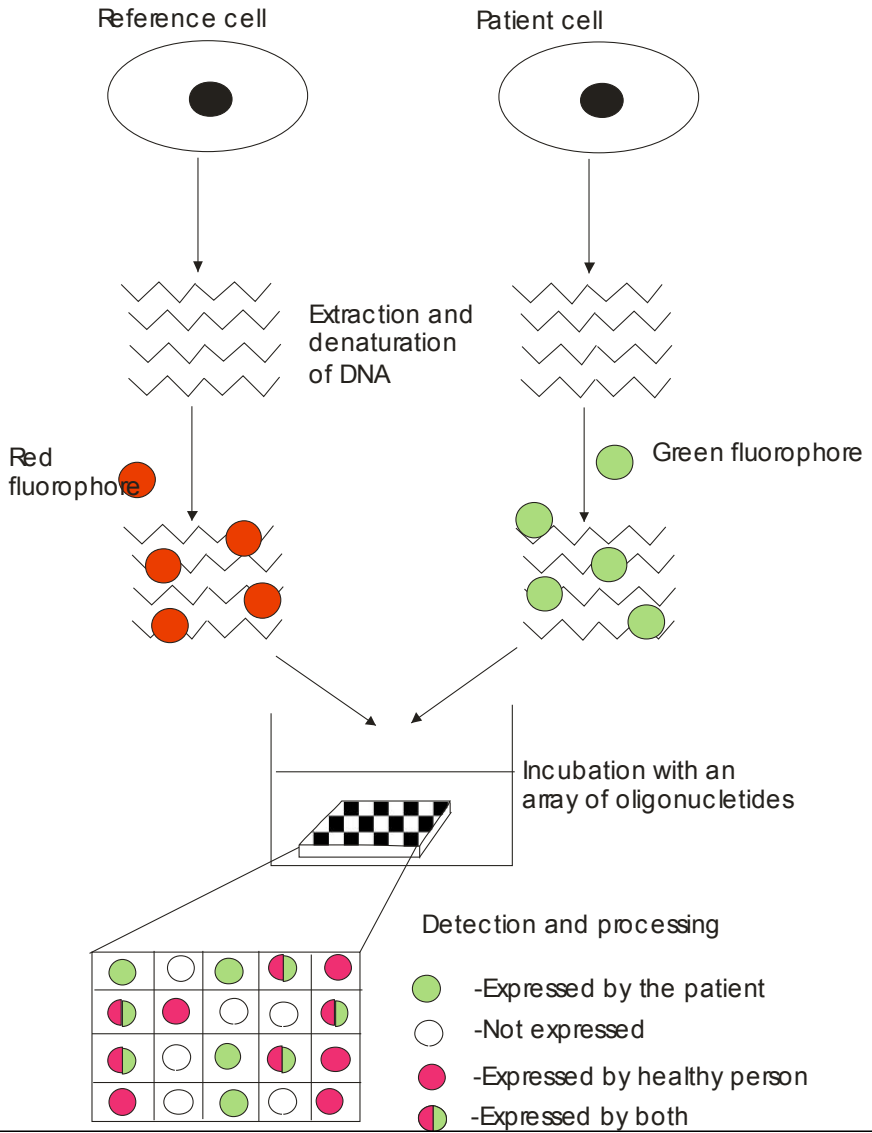 Reference cell
Patient cell
Extraction and
denaturation
of DNA
Red
fluorophore
Green fluorophore
Incubation with an
array of oligonucletides
Detection and processing
-Expressed by the patient
-Not expressed
-Expressed by healthy person
-Expressed by both